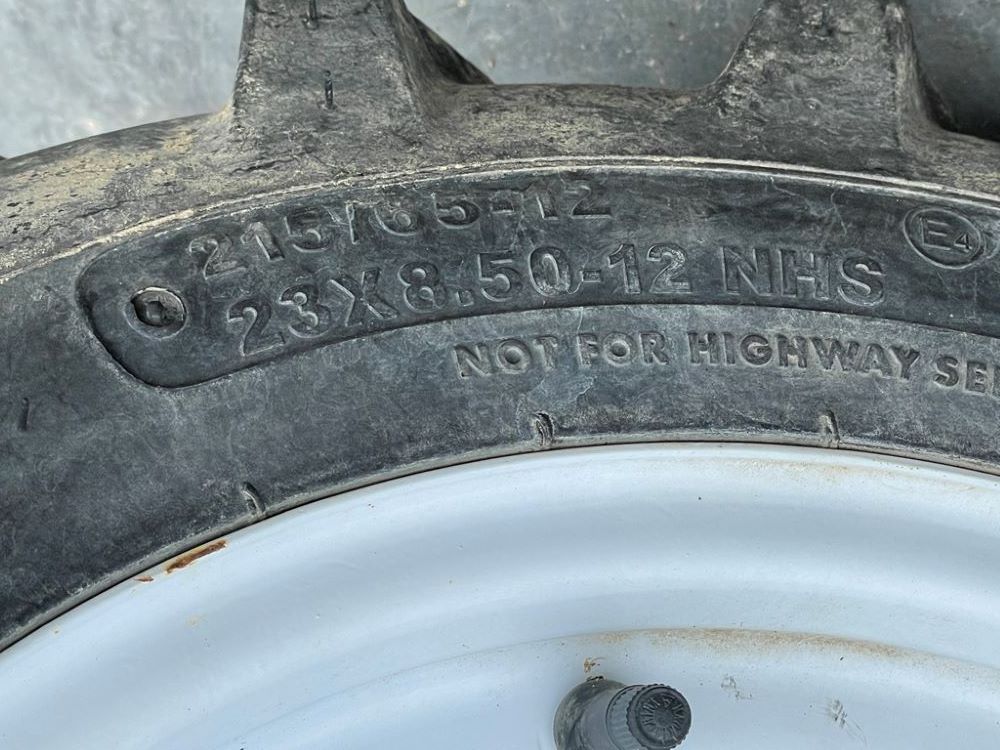 215/65-12
23X8.50-12 NHS
E4
NOT FOR HIGHWAY